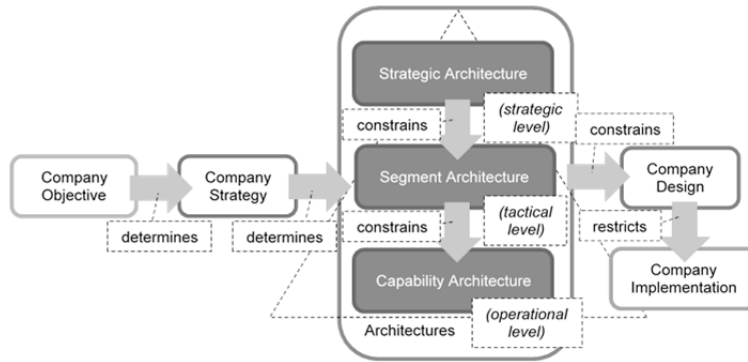 Strategic Architecture
constrains
(strategic
level)
constrains
Company
Objective
Company
Strategy
Segment Architecture
Company
Design
determines
determines
constrains
(tactical
level)
restricts
Capability Architecture
Company
Implementation
Architectures
(operational
level)